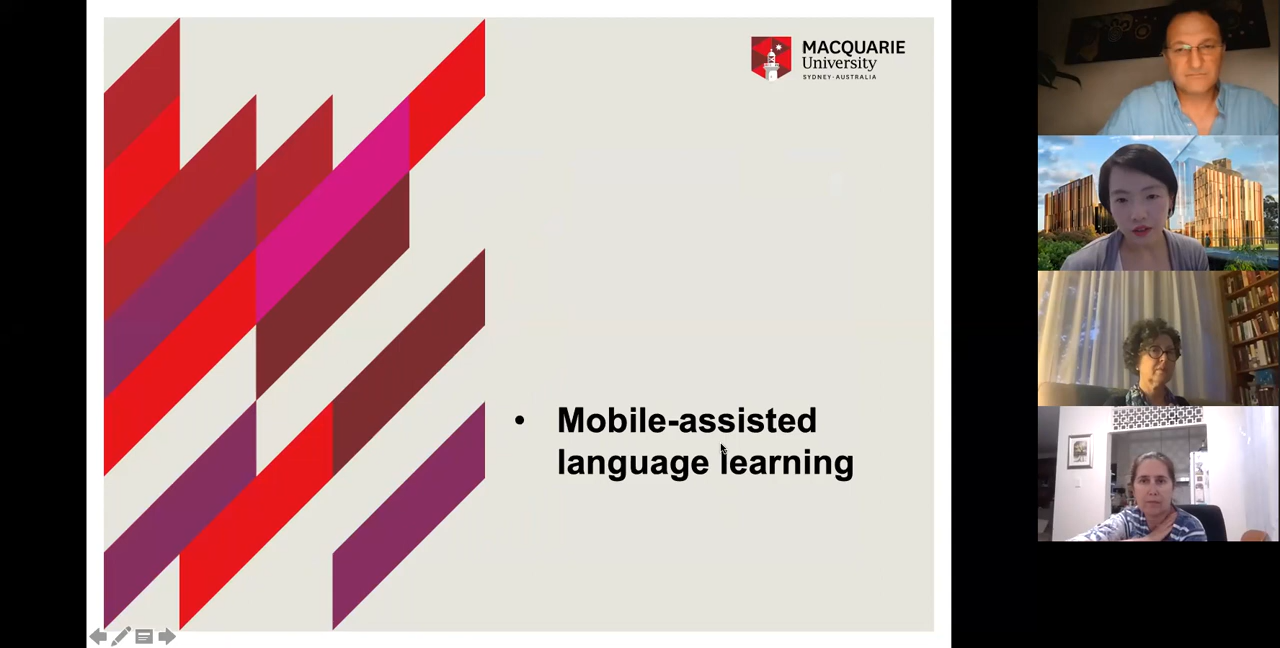 MACQUARIE
University
SYDNEY·AUSTRALIA
• Mobile-assisted
language learning